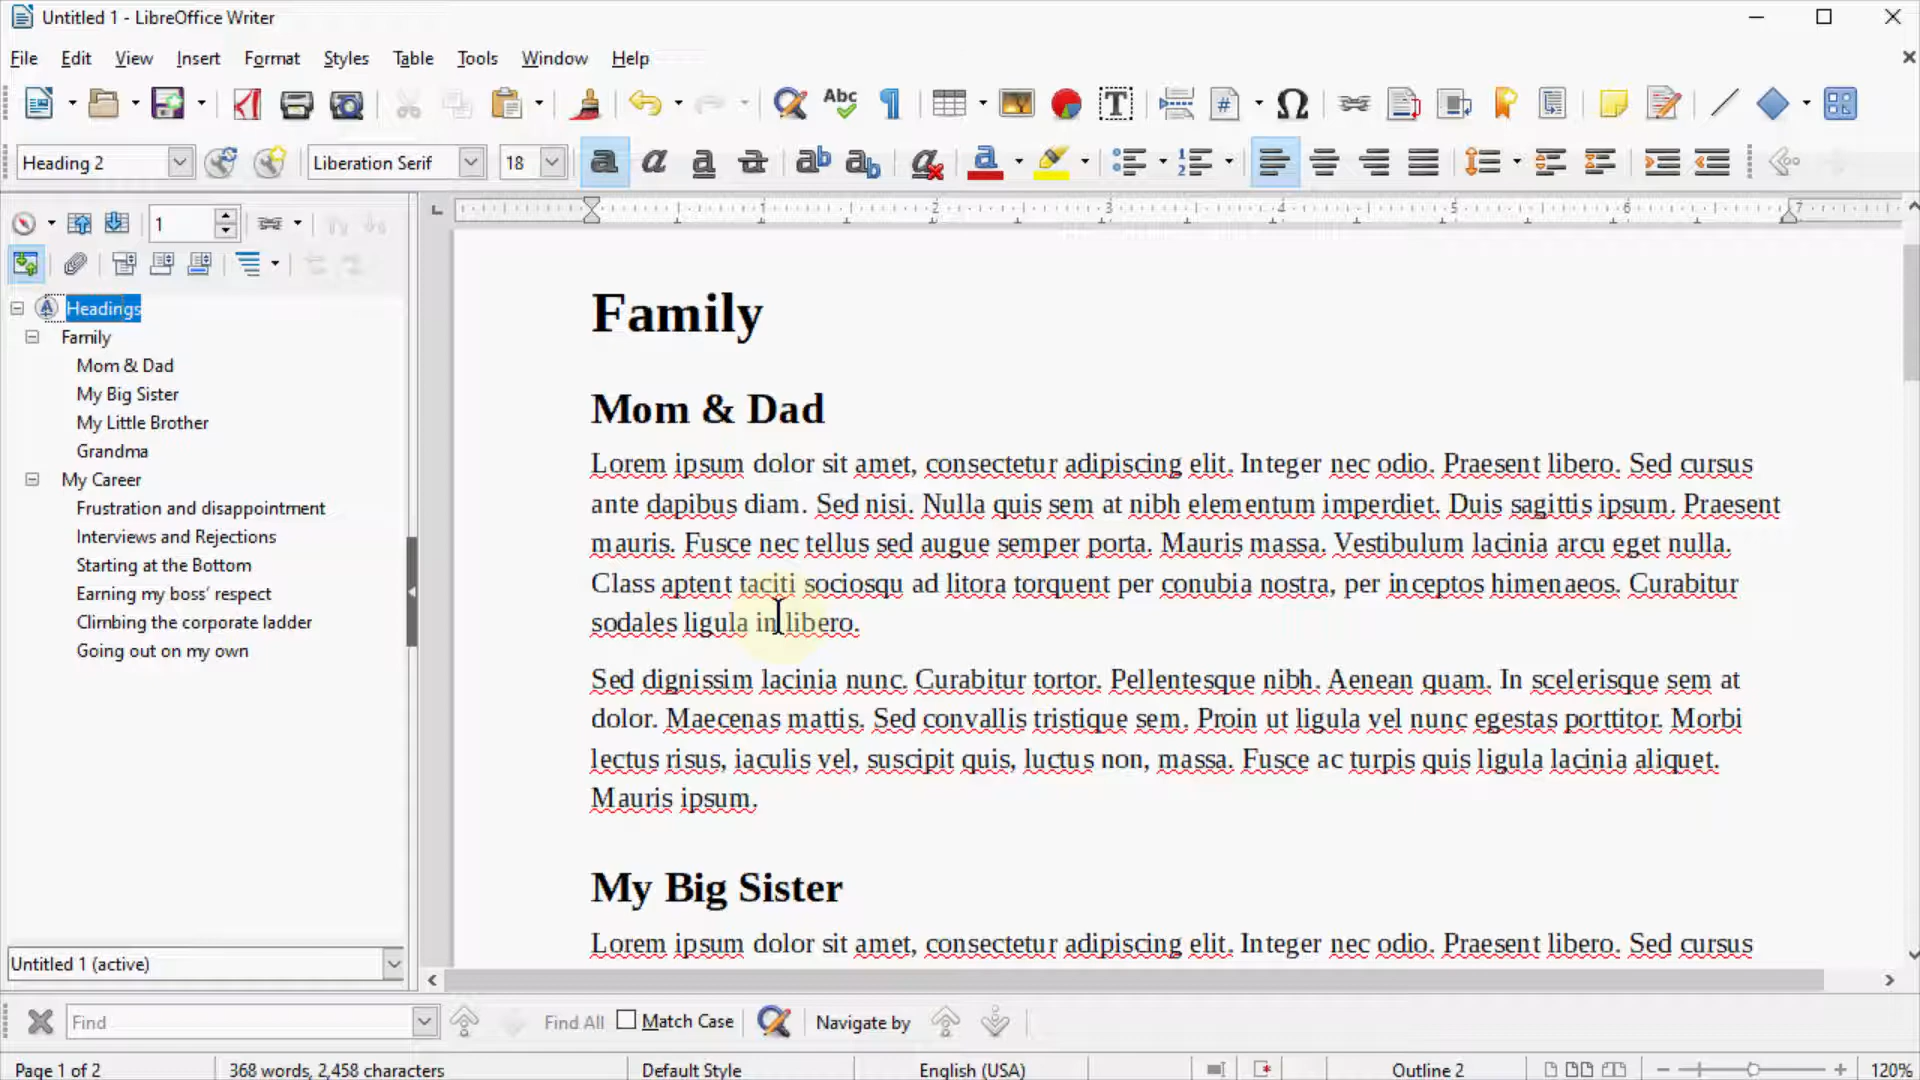 Untitled 1 - LibreOffice Writer
File Edit View Insert Format Styles Table Tools Window Help
Abc
Heading 2 Liberation Serif 18
1
1 2 3 4 5 6 7
Headings
Family
Mom & Dad
My Big Sister
My Little Brother
Grandma
My Career
Frustration and disappointment
Interviews and Rejections
Starting at the Bottom
Earning my boss’ respect
Climbing the corporate ladder
Going out on my own
Untitled 1 (active)
Family
Mom & Dad
Lorem ipsum dolor sit amet, consectetur adipiscing elit. Integer nec odio. Praesent libero. Sed cursus
ante dapibus diam. Sed nisi. Nulla quis sem at nibh elementum imperdiet. Duis sagittis ipsum. Praesent
mauris. Fusce nec tellus sed augue semper porta. Mauris massa. Vestibulum lacinia arcu eget nulla.
Class aptent taciti sociosqu ad litora torquent per conubia nostra, per inceptos himenaeos. Curabitur
sodales ligula in libero.
Sed dignissim lacinia nunc. Curabitur tortor. Pellentesque nibh. Aenean quam. In scelerisque sem at
dolor. Maecenas mattis. Sed convallis tristique sem. Proin ut ligula vel nunc egestas porttitor. Morbi
lectus risus, iaculis vel, suscipit quis, luctus non, massa. Fusce ac turpis quis ligula lacinia aliquet.
Mauris ipsum.
My Big Sister
Lorem ipsum dolor sit amet, consectetur adipiscing elit. Integer nec odio. Praesent libero. Sed cursus
Find Find All Match Case Navigate by
Page 1 of 2 368 words, 2,458 characters Default Style English (USA) Outline 2 120%